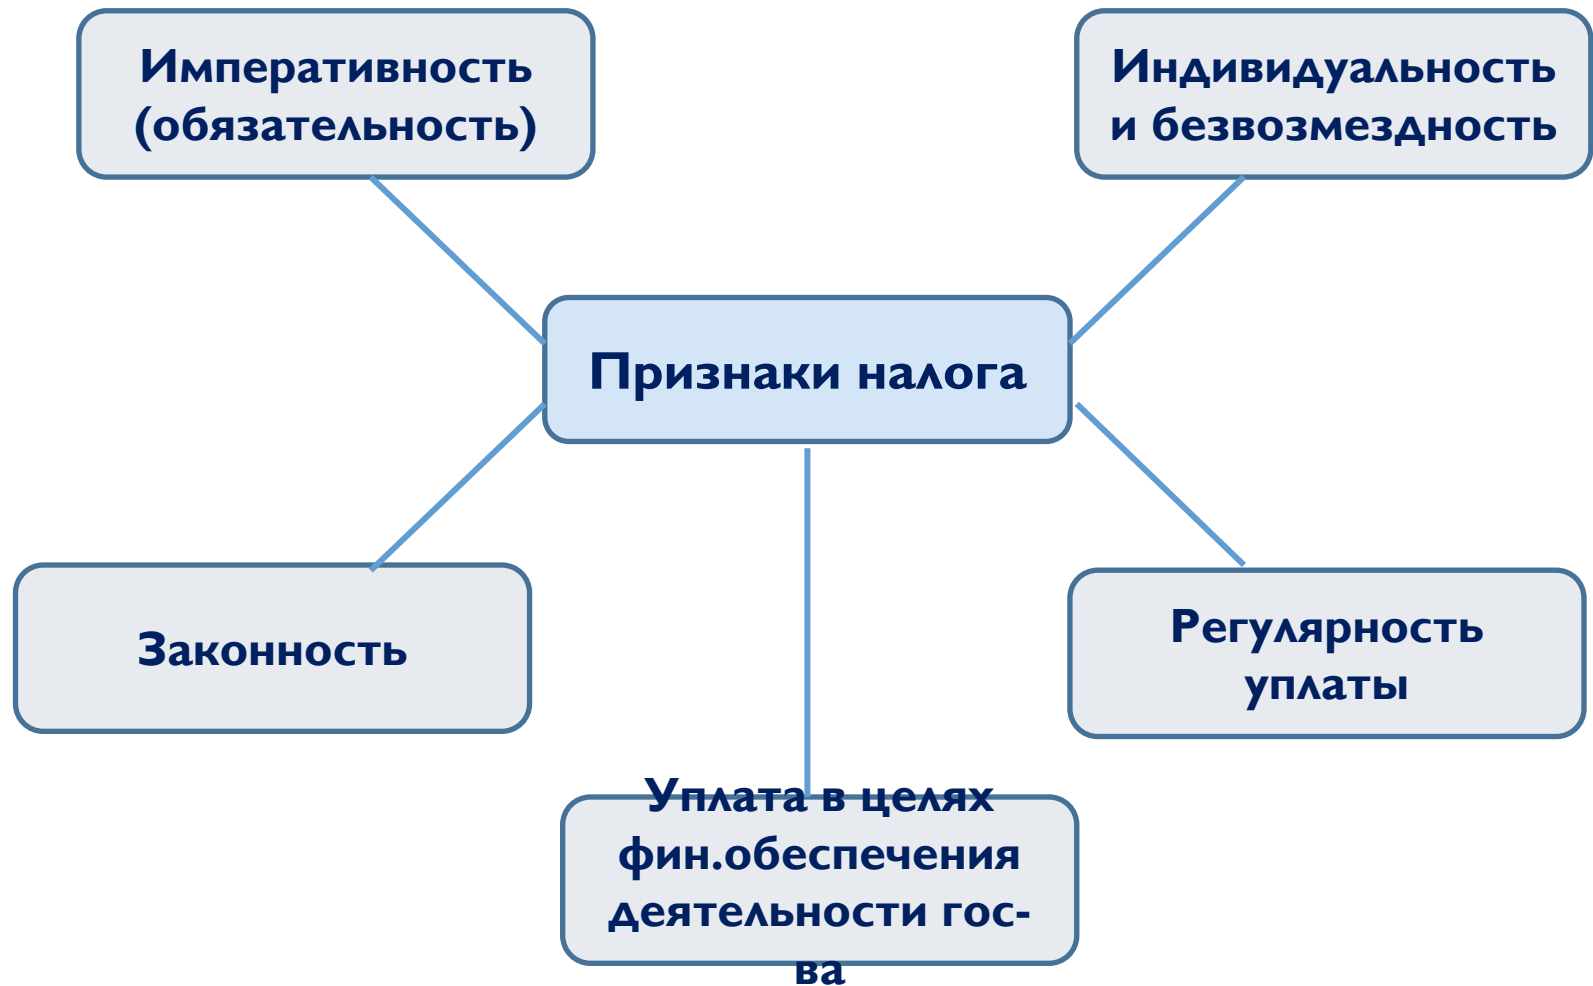 Императивность
(обязательность)
Индивидуальность
и безвозмездность
Признаки налога
Законность
Регулярность
уплаты
Уплата в целях
фин.обеспечения
деятельности гос-
ва